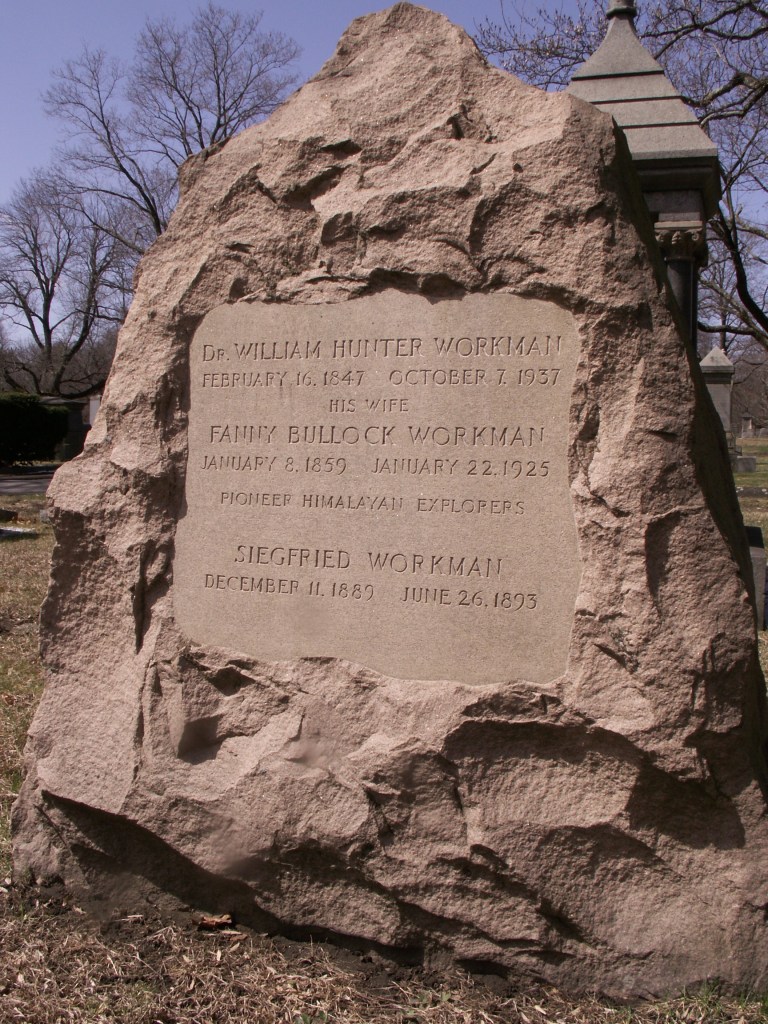 Dr. WILLIAM HUNTER WORKMAN
FEBRUARY 16, 1847 OCTOBER 7, 1937
HIS WIFE
FANNY BULLOCK WORKMAN
JANUARY 8, 1859 JANUARY 22, 1925
PIONEER HIMALAYAN EXPLORERS
SIEGFRIED WORKMAN
DECEMBER 11, 1889 JUNE 26, 1893